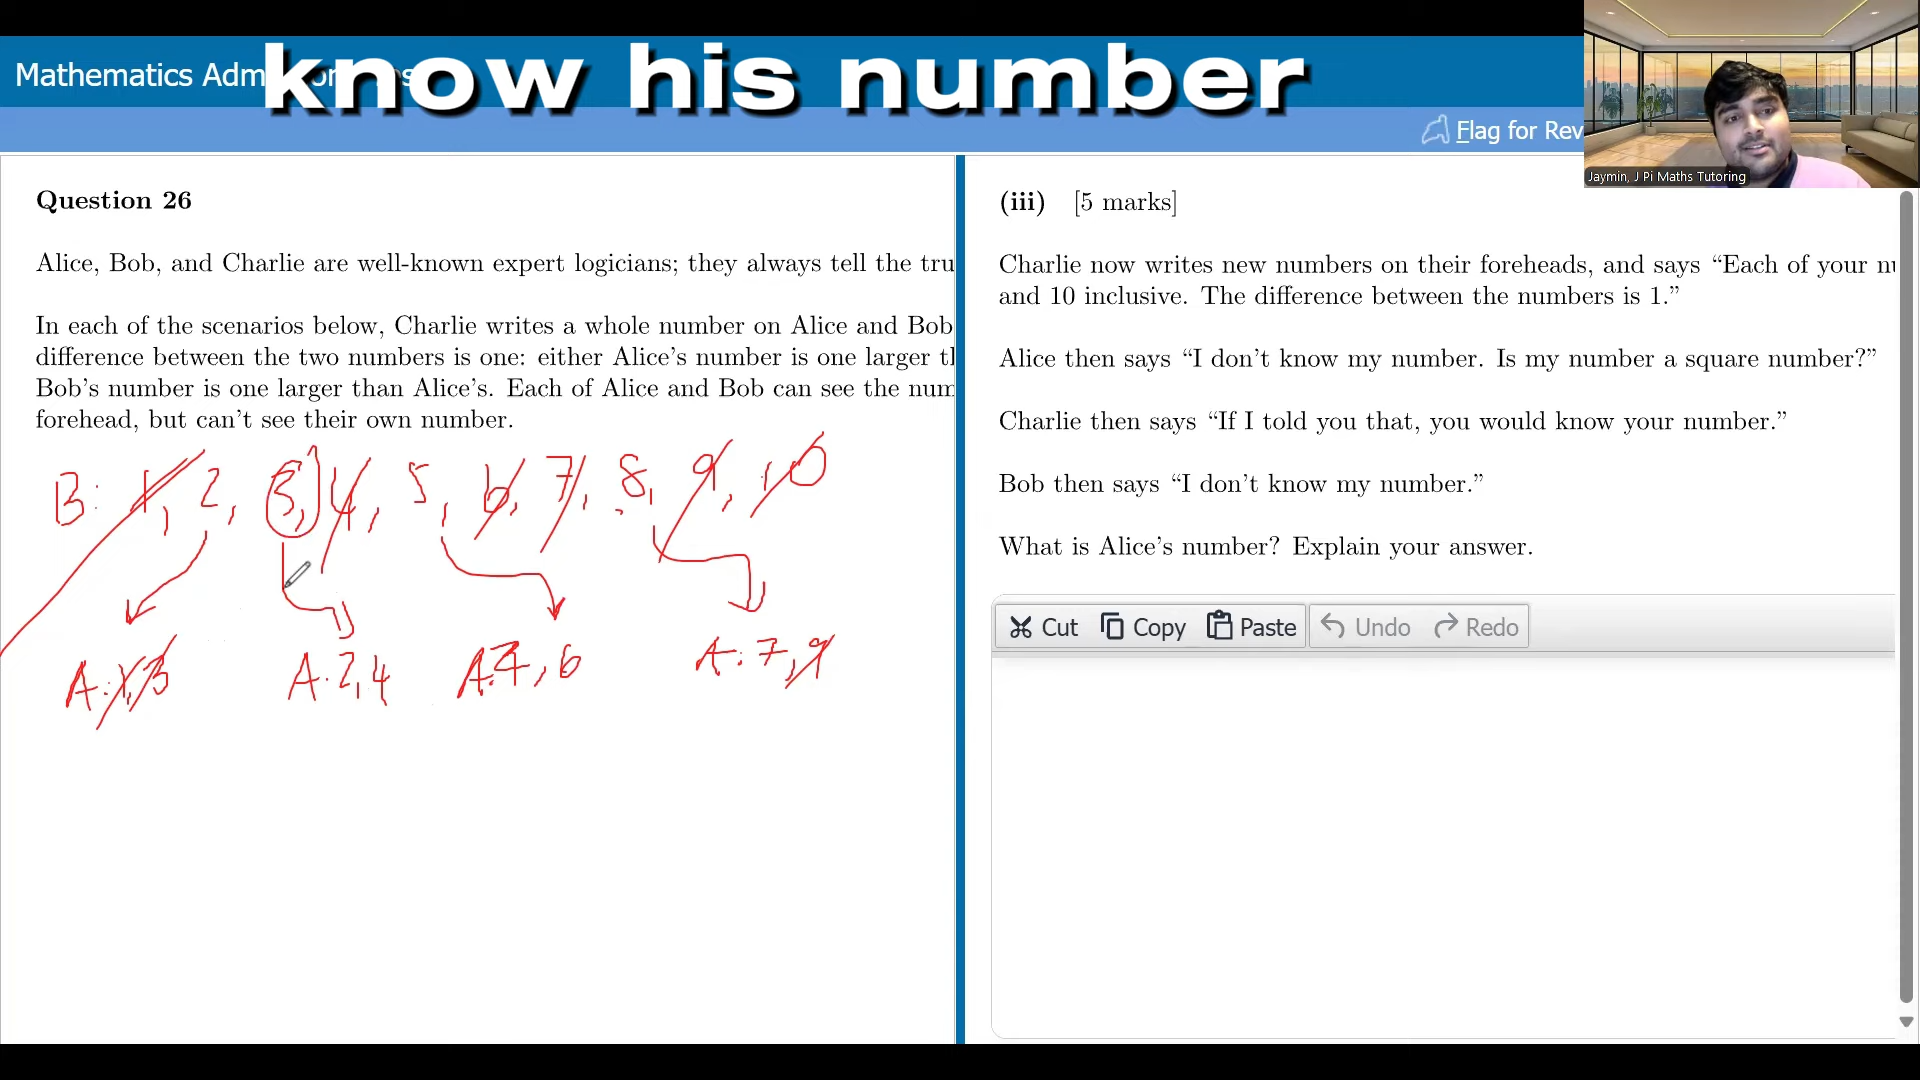 know his number
Mathematics Adm
Flag for Rev
Jaymin, J Pi Maths Tutoring
Question 26
Alice, Bob, and Charlie are well-known expert logicians; they always tell the tru
In each of the scenarios below, Charlie writes a whole number on Alice and Bob
difference between the two numbers is one: either Alice's number is one larger th
Bob's number is one larger than Alice's. Each of Alice and Bob can see the num
forehead, but can't see their own number.
B: 1, 2, 3, 4, 5, 6, 7, 8, 9, 10
A: 1, 3
A: 2, 4
A: 4, 6
A: 7, 9
(iii) [5 marks]
Charlie now writes new numbers on their foreheads, and says “Each of your nu
and 10 inclusive. The difference between the numbers is 1.”
Alice then says “I don't know my number. Is my number a square number?”
Charlie then says “If I told you that, you would know your number.”
Bob then says “I don't know my number.”
What is Alice's number? Explain your answer.
Cut Copy Paste Undo Redo